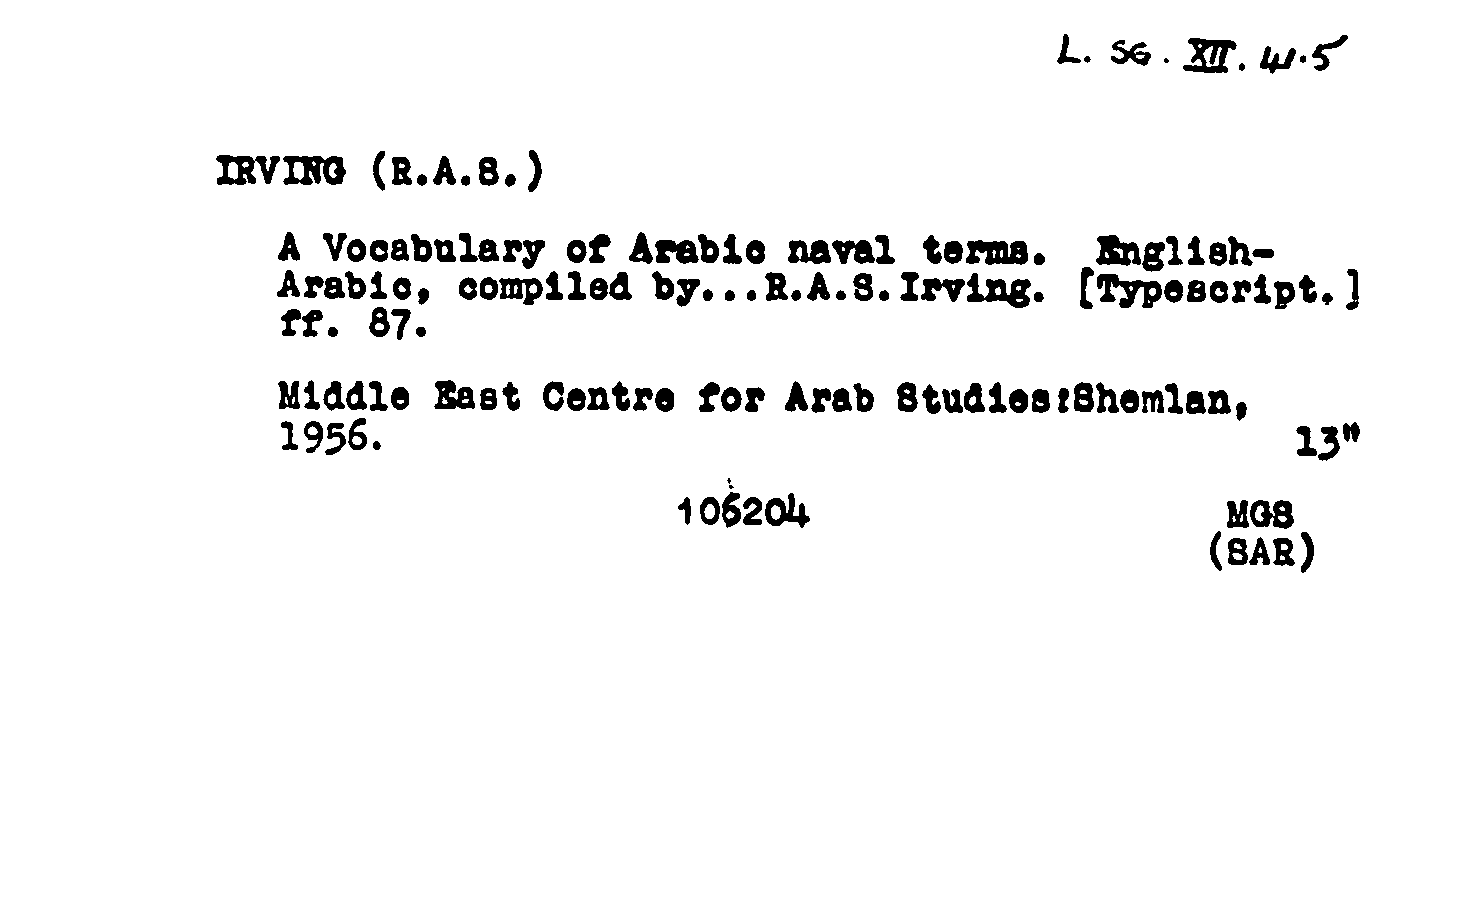 L. SG. XII. W.5
IRVING (R.A.S.)
A Vocabulary of Arabic naval terms. English-
Arabic, compiled by...R.A.S.Irving. [Typescript.]
ff. 87.
Middle East Centre for Arab Studies:Shemlan,
1956.
13"
106204
MGS
(SAR)